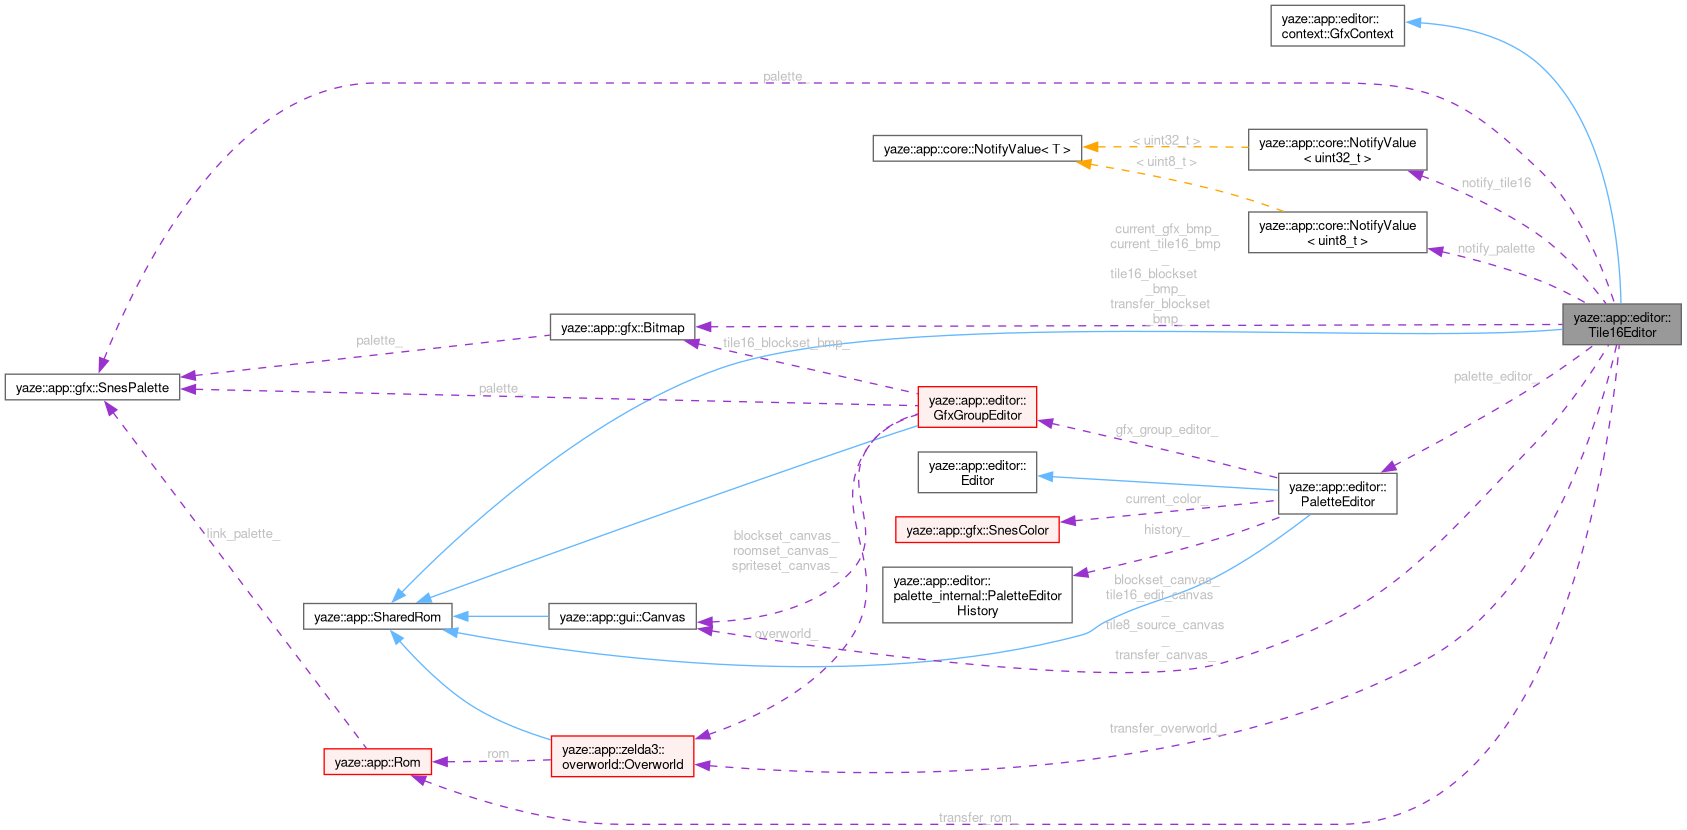 yaze::app::editor::
context::GfxContext
palette_
yaze::app::core::NotifyValue< T >
< uint32_t >
yaze::app::core::NotifyValue
< uint32_t >
< uint8_t >
notify_tile16
yaze::app::core::NotifyValue
< uint8_t >
notify_palette
current_gfx_bmp_
current_tile16_bmp
_
tile16_blockset
_bmp_
transfer_blockset
_bmp_
yaze::app::editor::
Tile16Editor
yaze::app::gfx::Bitmap
palette_
tile16_blockset_bmp_
yaze::app::gfx::SnesPalette
palette_
yaze::app::editor::
GfxGroupEditor
palette_editor_
gfx_group_editor_
yaze::app::editor::
Editor
yaze::app::editor::
PaletteEditor
current_color_
yaze::app::gfx::SnesColor
history_
link_palette_
blockset_canvas_
roomset_canvas_
spriteset_canvas_
yaze::app::editor::
palette_internal::PaletteEditor
History
blockset_canvas_
tile16_edit_canvas
_
tile8_source_canvas
_
transfer_canvas_
yaze::app::SharedRom
yaze::app::gui::Canvas
overworld_
transfer_overworld_
yaze::app::zelda3::
overworld::Overworld
rom_
yaze::app::Rom
transfer_rom_